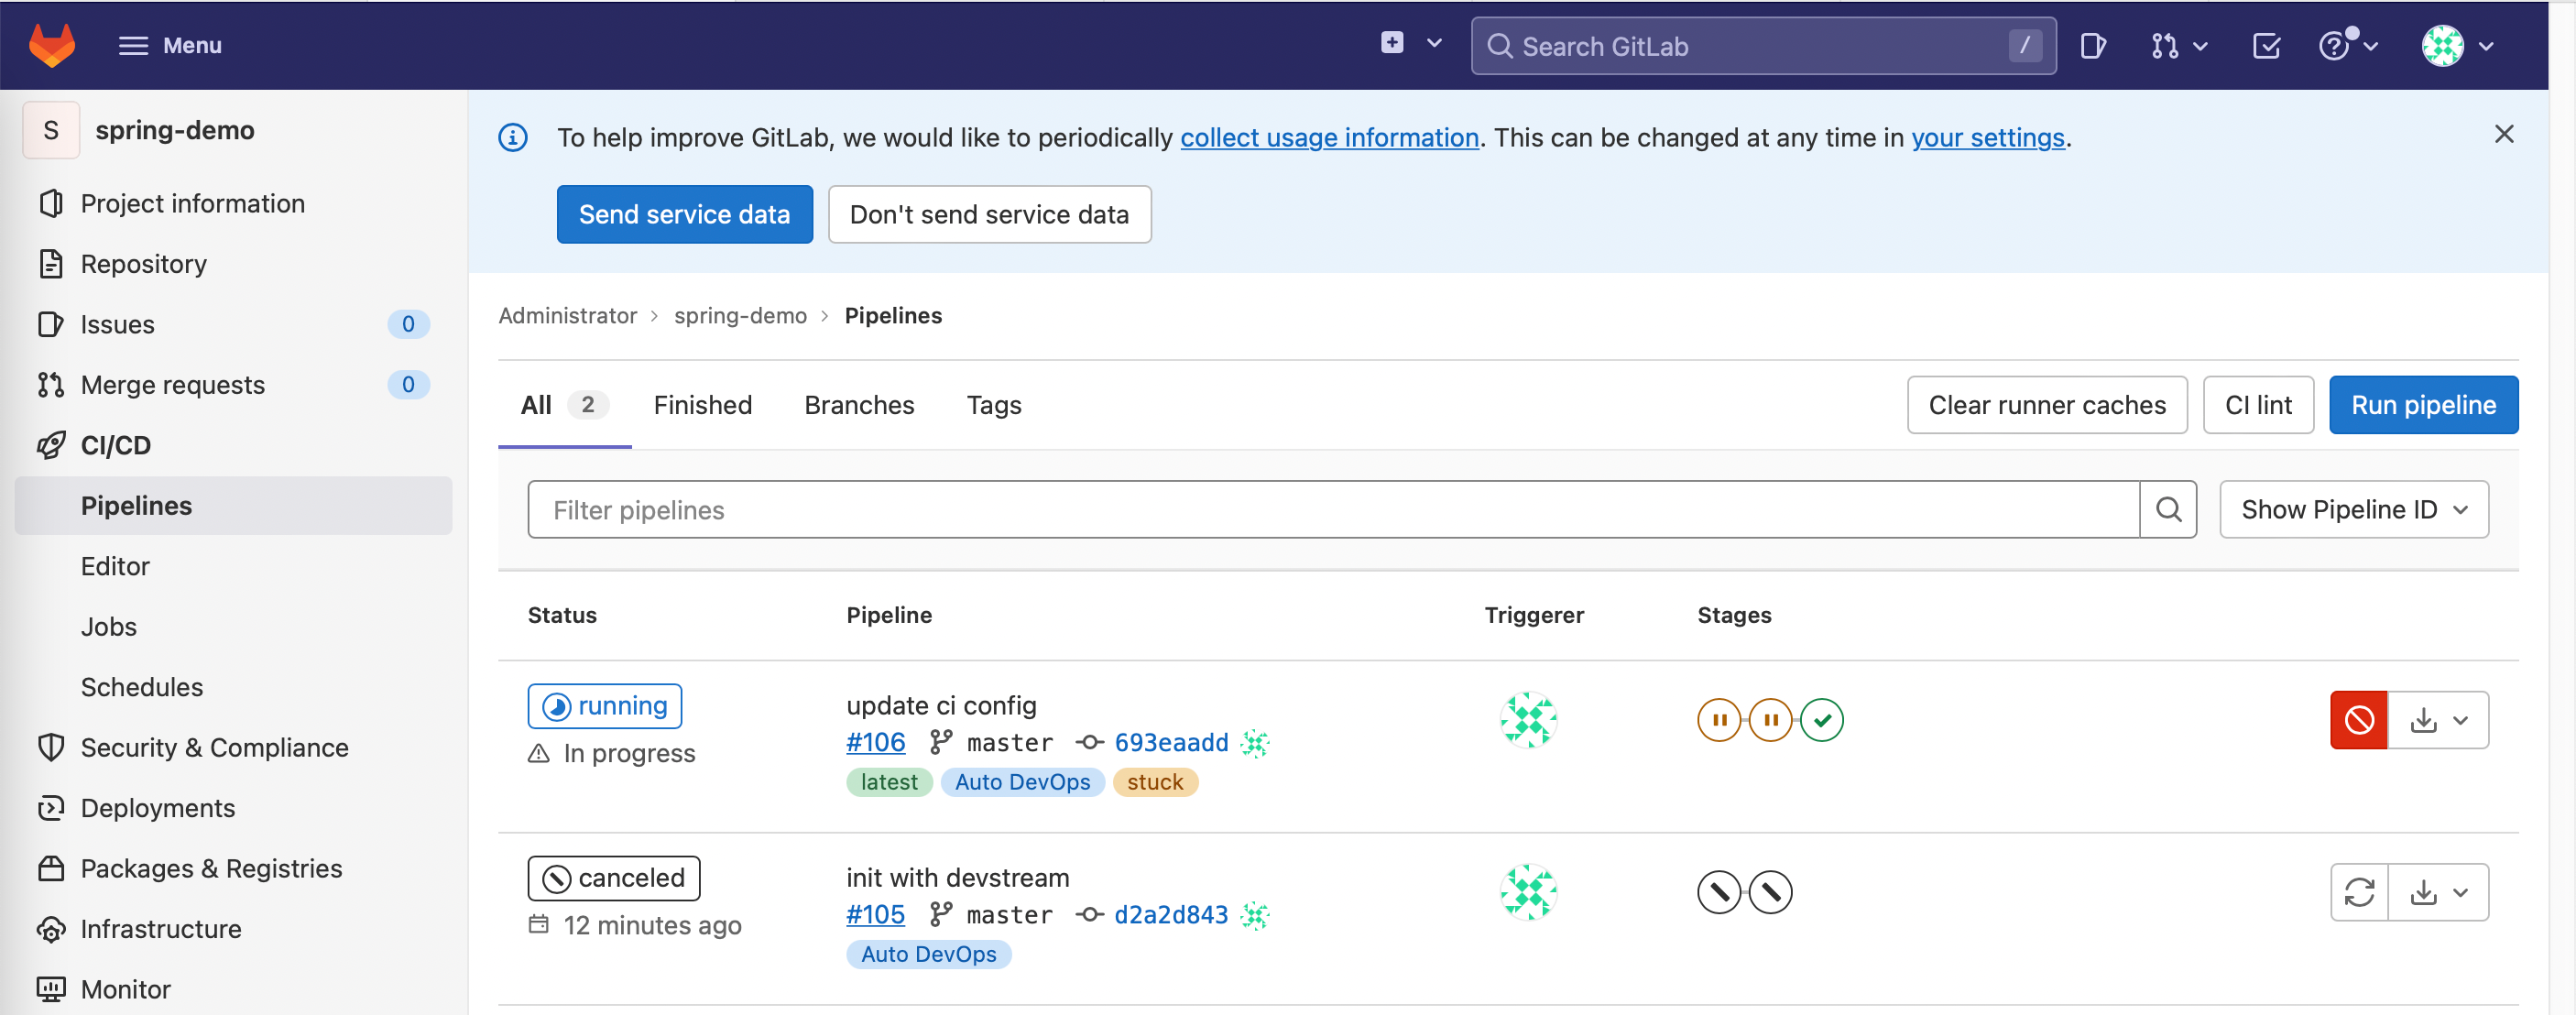 Menu
Search GitLab /
S spring-demo
Project information
Repository
Issues 0
Merge requests 0
CI/CD
Pipelines
Editor
Jobs
Schedules
Security & Compliance
Deployments
Packages & Registries
Infrastructure
Monitor
To help improve GitLab, we would like to periodically collect usage information. This can be changed at any time in your settings.
Send service data Don't send service data
Administrator > spring-demo > Pipelines
All 2 Finished Branches Tags Clear runner caches CI lint Run pipeline
Filter pipelines Show Pipeline ID
Status Pipeline Triggerer Stages
running update ci config
#106 master 693eaadd
In progress
latest Auto DevOps stuck
canceled init with devstream
#105 master d2a2d843
12 minutes ago
Auto DevOps